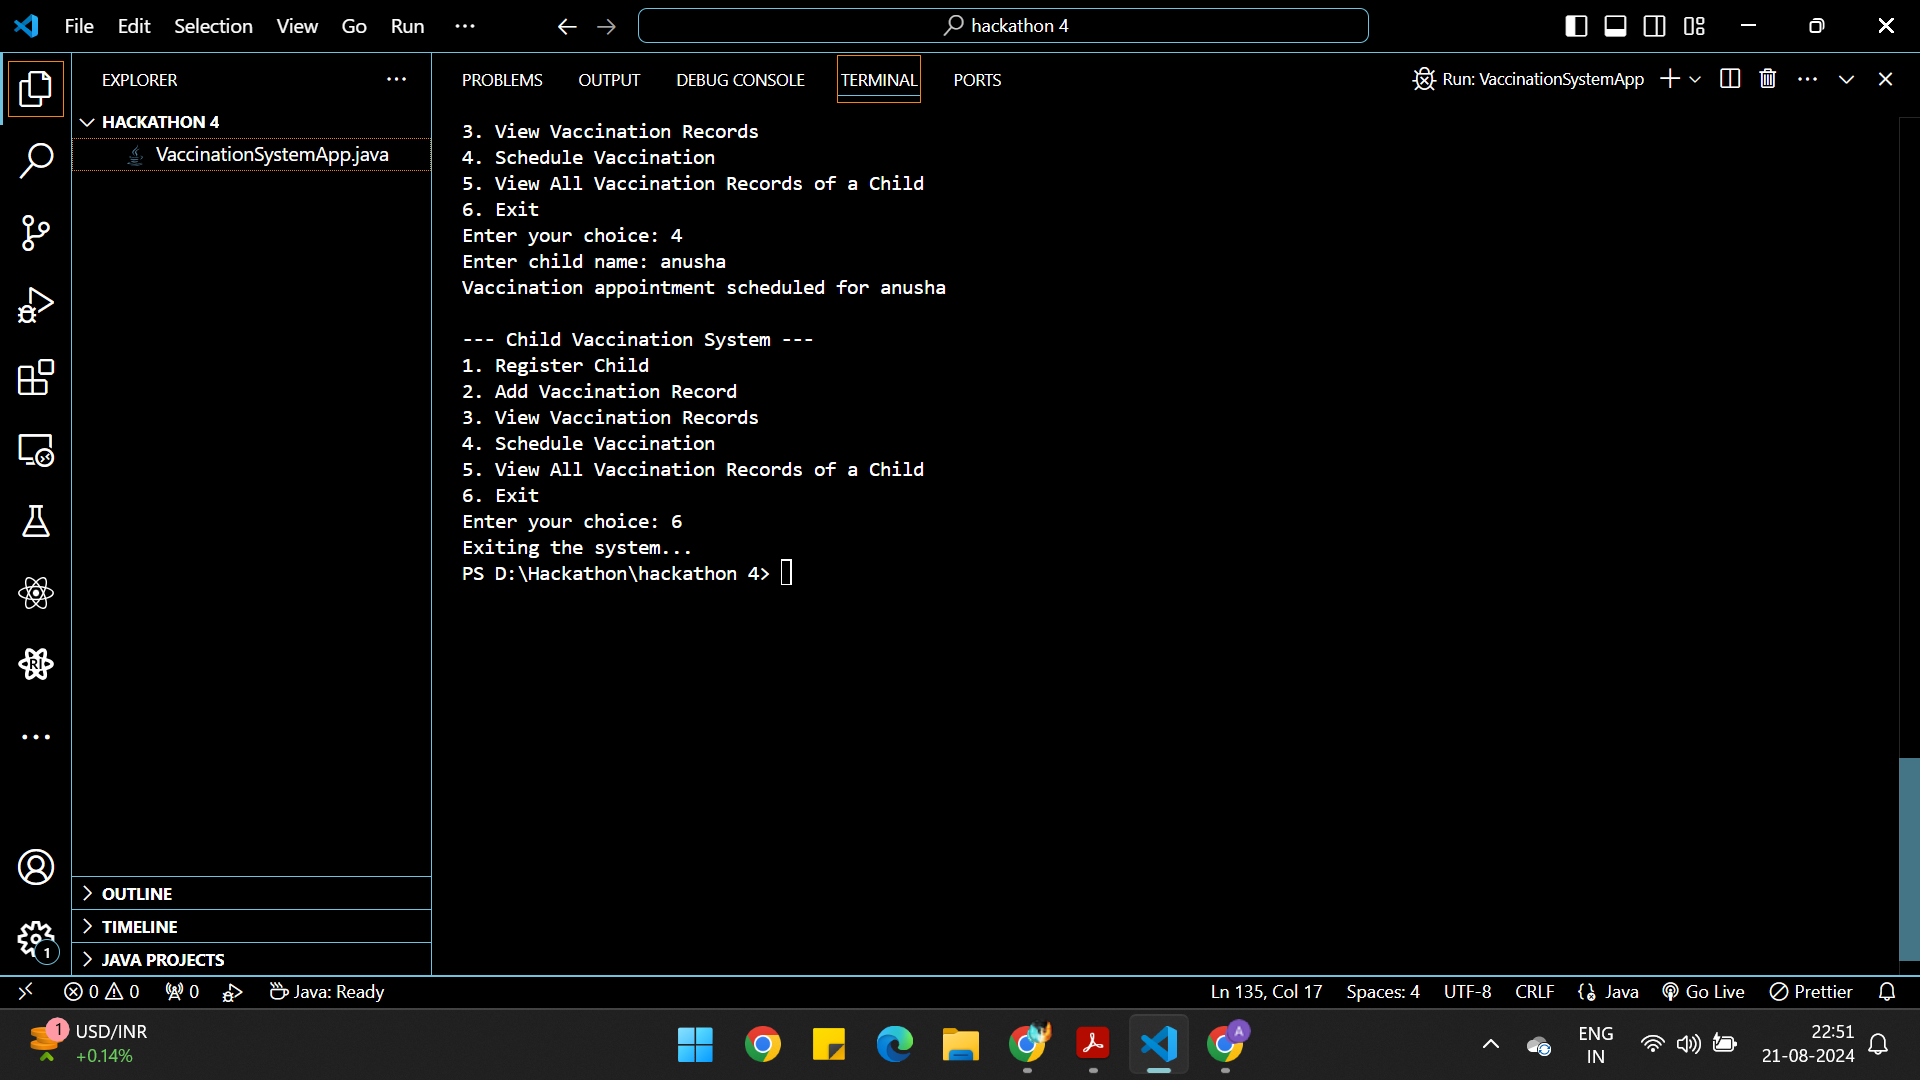 File Edit Selection View Go Run ···
hackathon 4
EXPLORER
HACKATHON 4
VaccinationSystemApp.java
OUTLINE
TIMELINE
JAVA PROJECTS
PROBLEMS OUTPUT DEBUG CONSOLE TERMINAL PORTS
Run: VaccinationSystemApp
3. View Vaccination Records
4. Schedule Vaccination
5. View All Vaccination Records of a Child
6. Exit
Enter your choice: 4
Enter child name: anusha
Vaccination appointment scheduled for anusha
--- Child Vaccination System ---
1. Register Child
2. Add Vaccination Record
3. View Vaccination Records
4. Schedule Vaccination
5. View All Vaccination Records of a Child
6. Exit
Enter your choice: 6
Exiting the system...
PS D:\Hackathon\hackathon 4>
RI
1
0 0 0 Java: Ready
Ln 135, Col 17 Spaces: 4 UTF-8 CRLF Java Go Live Prettier
1
USD/INR
+0.14%
A
ENG
IN
22:51
21-08-2024